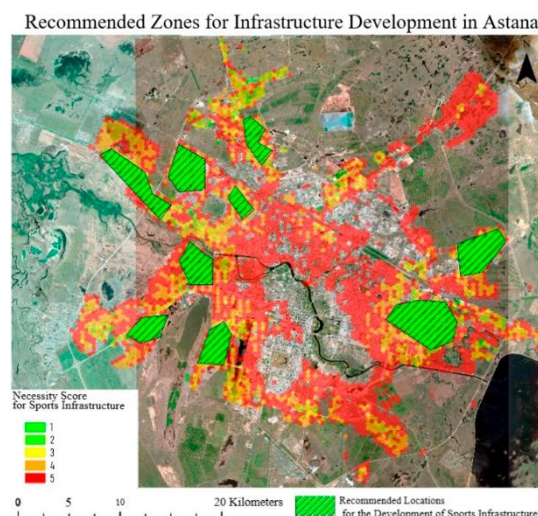 Recommended Zones for Infrastructure Development in Astana
Necessity Score
for Sports Infrastructure
1
2
3
4
5
0 5 10 20 Kilometers
Recommended Locations
for the Development of Sports Infrastructure